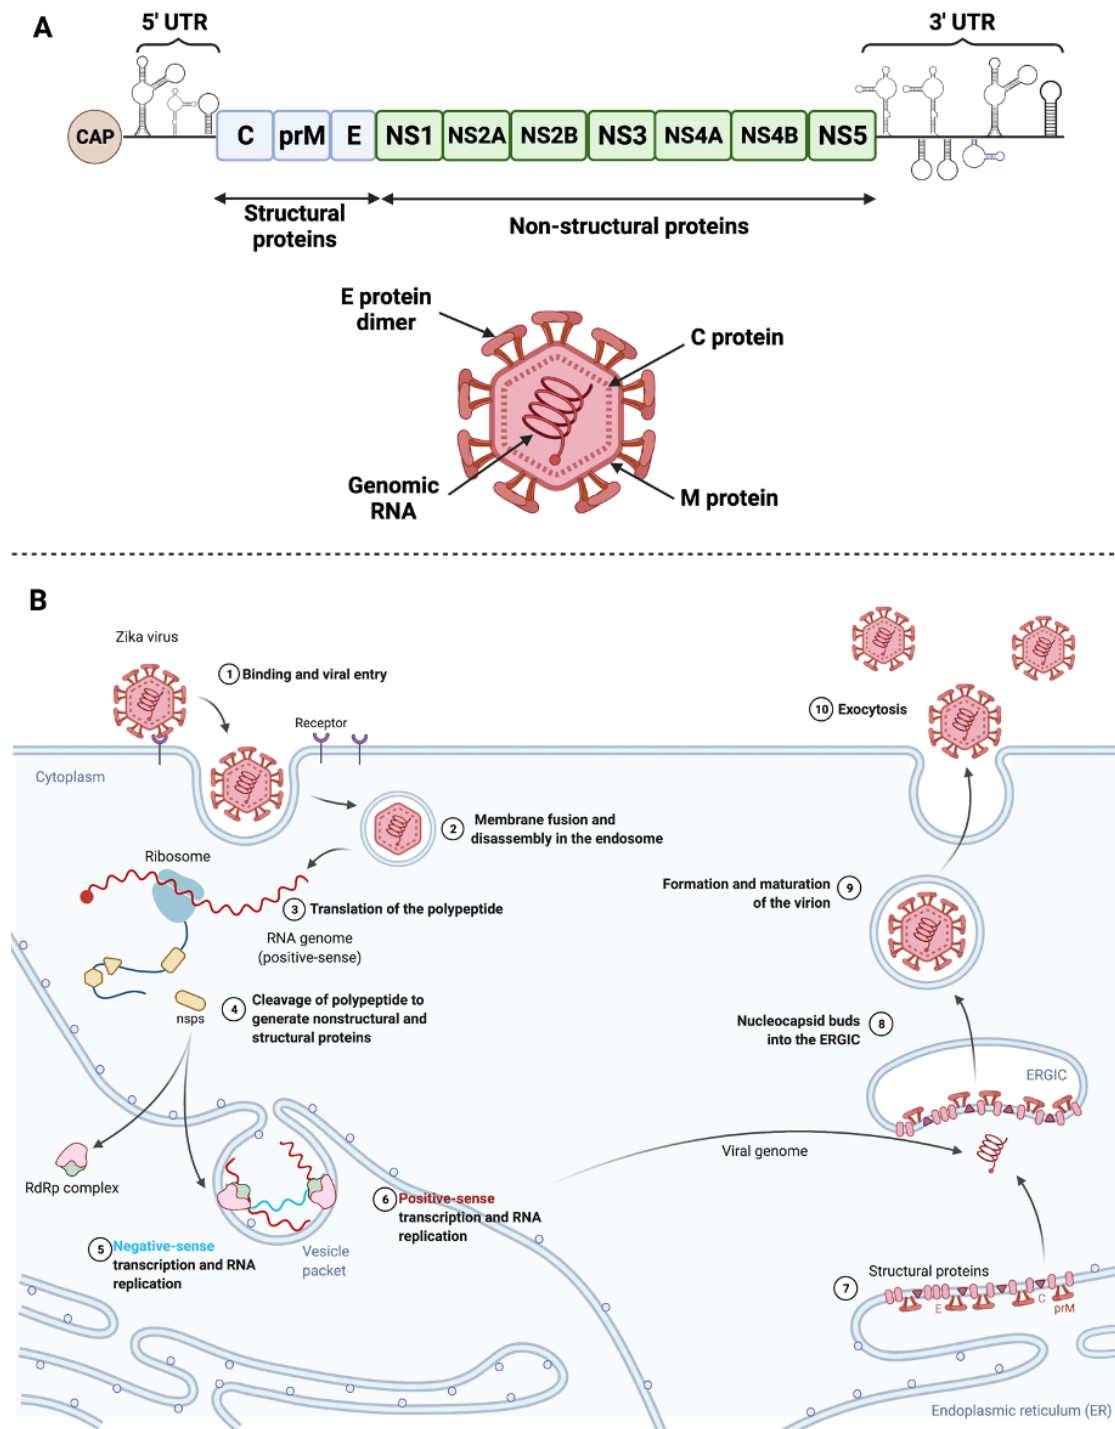 A
5' UTR
3' UTR
CAP
C
prM
E
NS1
NS2A
NS2B
NS3
NS4A
NS4B
NS5
Structural
proteins
Non-structural proteins
E protein
dimer
C protein
Genomic
RNA
M protein
B
Zika virus
1 Binding and viral entry
Receptor
10 Exocytosis
Cytoplasm
2 Membrane fusion and
disassembly in the endosome
Ribosome
3 Translation of the polypeptide
RNA genome
(positive-sense)
Formation and maturation 9
of the virion
4 Cleavage of polypeptide to
generate nonstructural and
structural proteins
nsps
Nucleocapsid buds 8
into the ERGIC
ERGIC
Viral genome
RdRp complex
6 Positive-sense
transcription and RNA
replication
5 Negative-sense
transcription and RNA
replication
Vesicle
packet
7 Structural proteins
E
C
prM
Endoplasmic reticulum (ER)